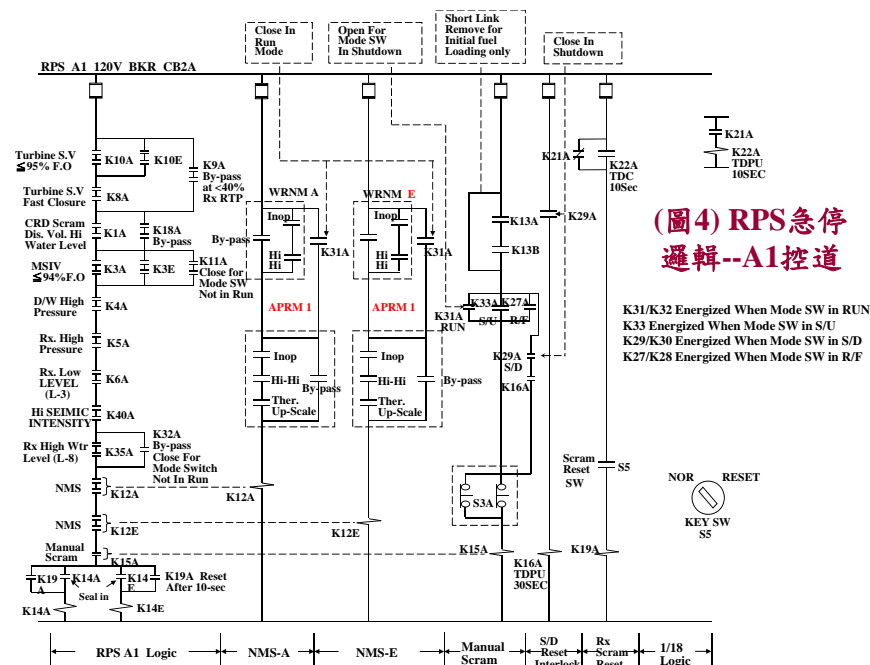 Close In
Run
Mode
Open For
Mode SW
In Shutdown
Short Link
Remove for
Initial fuel
Loading only
Close In
Shutdown
RPS A1 120V BKR CB2A
Turbine S.V
≦95% F.O
K10A
K10E
K9A
By-pass
at <40%
Rx RTP
Turbine S.V
Fast Closure
K8A
CRD Scram
Dis. Vol. Hi
Water Level
K1A
K18A
By-pass
MSIV
≦94%F.O
K3A
K3E
K11A
Close for
Mode SW
Not in Run
D/W High
Pressure
K4A
Rx. High
Pressure
K5A
Rx. Low
LEVEL
(L-3)
K6A
Hi SEIMIC
INTENSITY
K40A
Rx High Wtr
Level (L-8)
K35A
K32A
By-pass
Close For
Mode Switch
Not In Run
NMS
K12A
NMS
K12E
Manual
Scram
K15A
K19
A
K14A
K14
E
K19A Reset
After 10-sec
Seal in
K14A
K14E
WRNM A
Inop
By-pass
Hi
Hi
K31A
APRM 1
Inop
Hi-Hi
Ther.
Up-Scale
By-pass
K12A
WRNM E
Inop
Hi
Hi
K31A
APRM 1
Inop
Hi-Hi
Ther.
Up-Scale
By-pass
K12E
K13A
K13B
K31A
RUN
K33A
S/U
K27A
R/F
K29A
S/D
K16A
S3A
K15A
K29A
K16A
TDPU
30SEC
K21A
K22A
TDC
10Sec
Scram
Reset
SW
S5
K19A
K21A
K22A
TDPU
10SEC
(圖4) RPS急停
邏輯--A1控道
K31/K32 Energized When Mode SW in RUN
K33 Energized When Mode SW in S/U
K29/K30 Energized When Mode SW in S/D
K27/K28 Energized When Mode SW in R/F
NOR
RESET
KEY SW
S5
RPS A1 Logic
NMS-A
NMS-E
Manual
Scram
S/D
Reset
Interlock
Rx
Scram
Reset
1/18
Logic